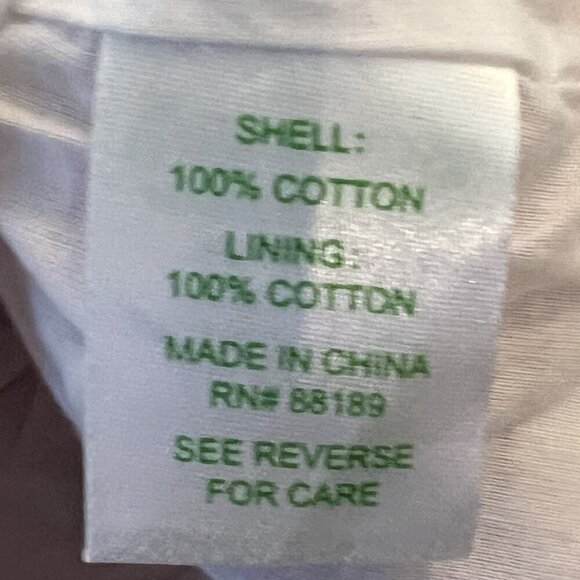 SHELL:
100% COTTON
LINING:
100% COTTON
MADE IN CHINA
RN# 88189
SEE REVERSE
FOR CARE